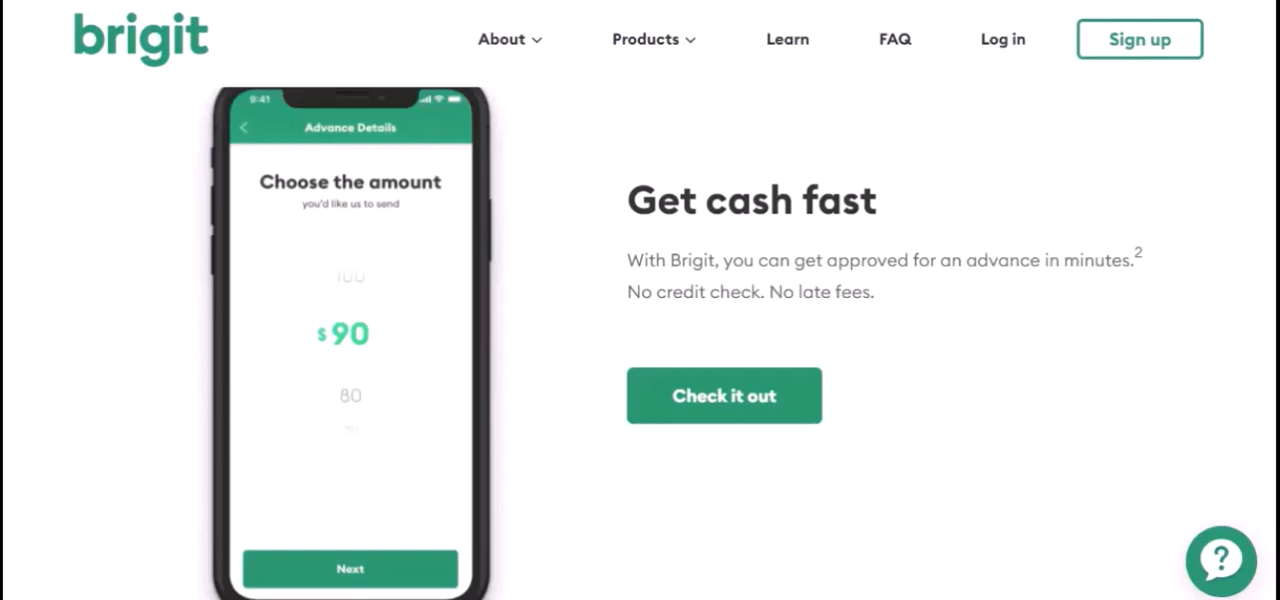 brigit
About
Products
Learn
FAQ
Log in
Sign up
9:41
Advance Details
Choose the amount
you'd like us to send
100
$90
80
70
Next
Get cash fast
With Brigit, you can get approved for an advance in minutes.2
No credit check. No late fees.
Check it out
?